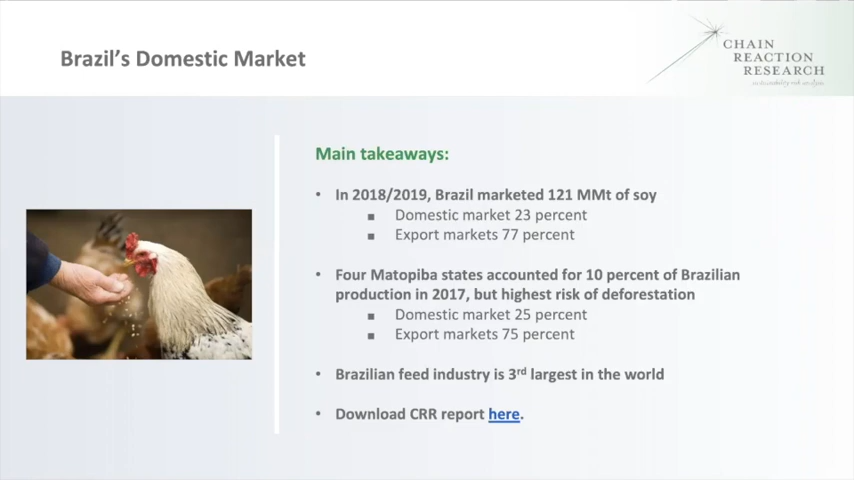 Brazil's Domestic Market
CHAIN
REACTION
RESEARCH
sustainability risk analysis
Main takeaways:
• In 2018/2019, Brazil marketed 121 MMt of soy
■ Domestic market 23 percent
■ Export markets 77 percent
• Four Matopiba states accounted for 10 percent of Brazilian
production in 2017, but highest risk of deforestation
■ Domestic market 25 percent
■ Export markets 75 percent
• Brazilian feed industry is 3rd largest in the world
• Download CRR report here.